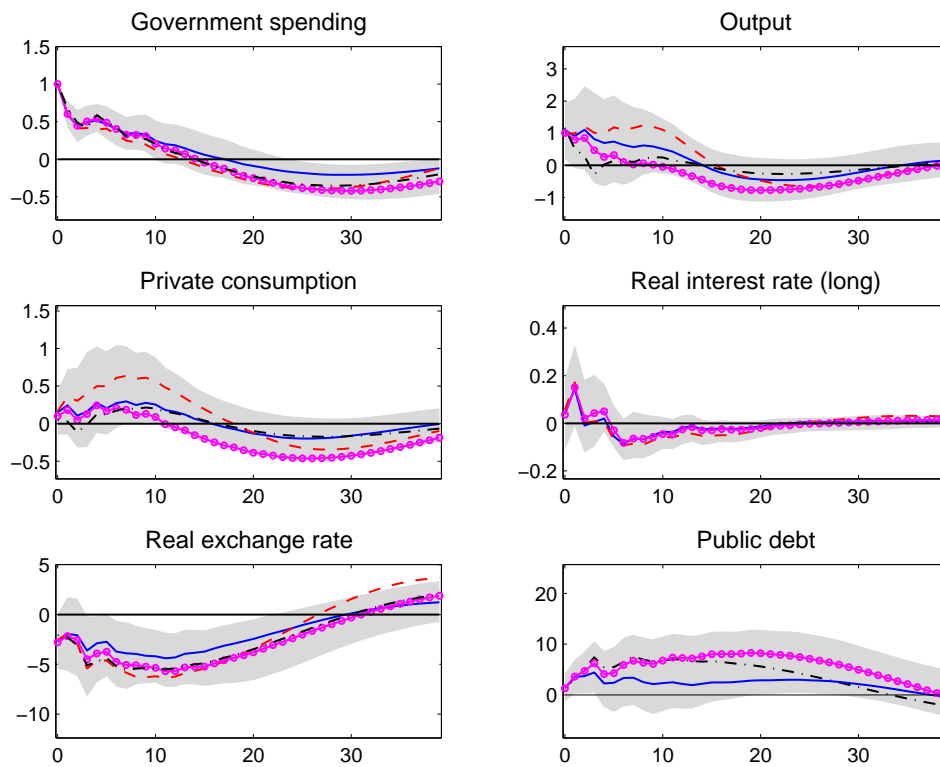 Government spending
1.5
1
0.5
0
−0.5
0 10 20 30
Output
3
2
1
0
−1
0 10 20 30
Private consumption
1.5
1
0.5
0
−0.5
0 10 20 30
Real interest rate (long)
0.4
0.2
0
−0.2
0 10 20 30
Real exchange rate
5
0
−5
−10
0 10 20 30
Public debt
20
10
0
0 10 20 30